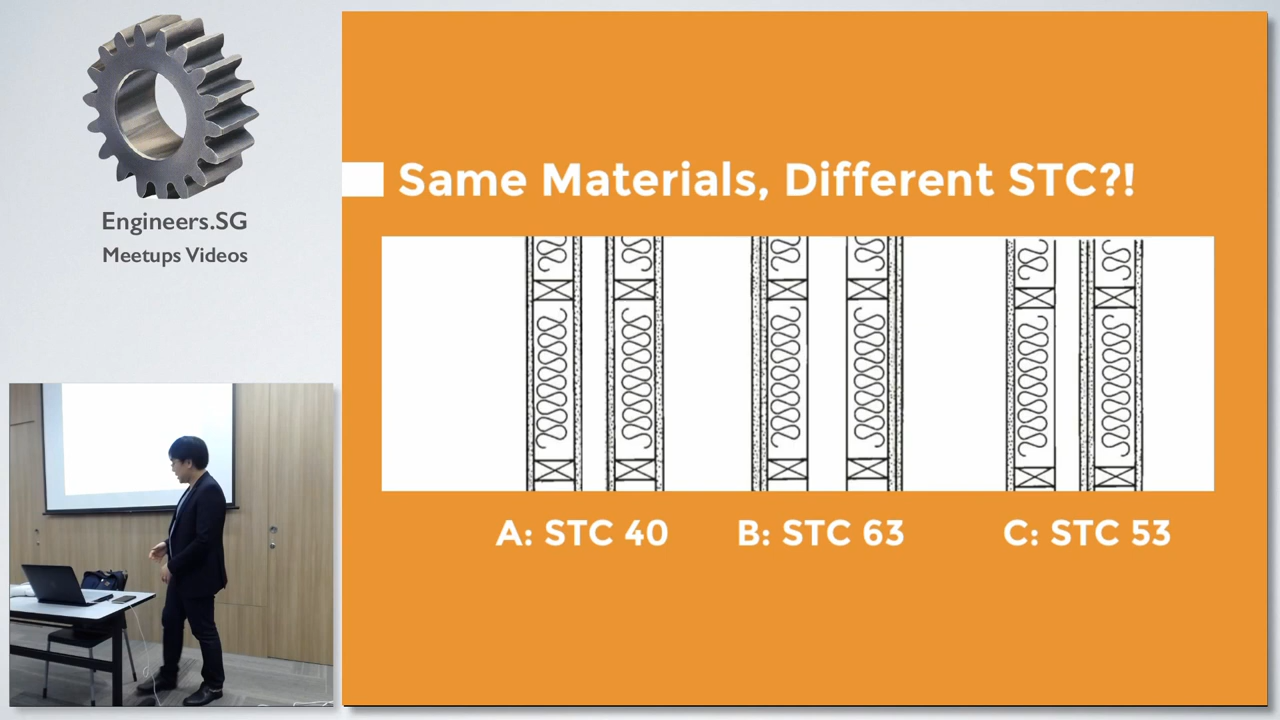 Engineers.SG
Meetups Videos
Same Materials, Different STC?!
A: STC 40
B: STC 63
C: STC 53